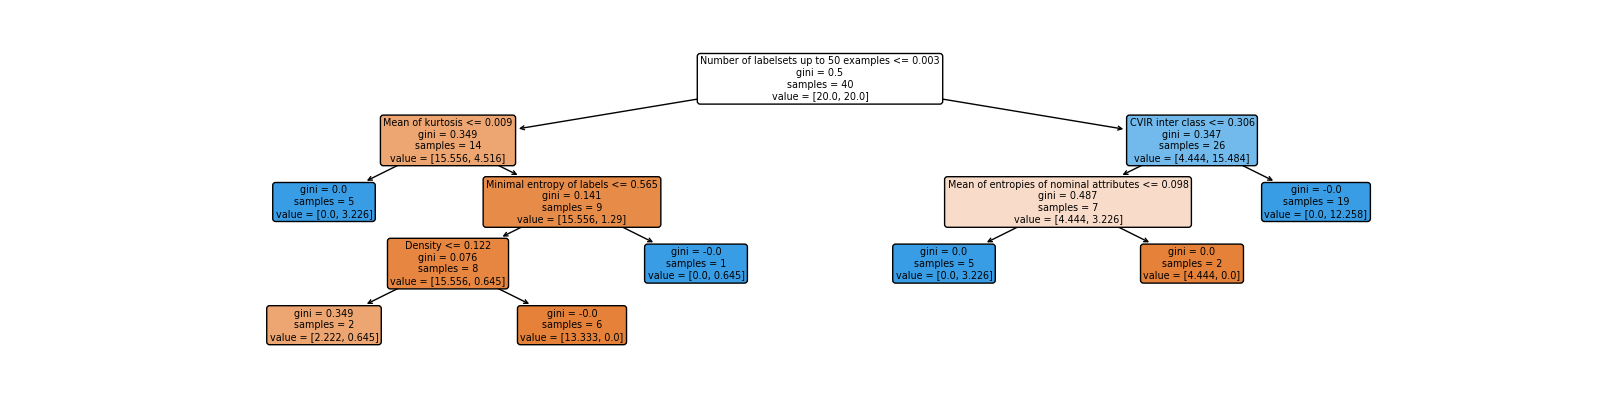 Number of labelsets up to 50 examples <= 0.003
gini = 0.5
samples = 40
value = [20.0, 20.0]
Mean of kurtosis <= 0.009
gini = 0.349
samples = 14
value = [15.556, 4.516]
CVIR inter class <= 0.306
gini = 0.347
samples = 26
value = [4.444, 15.484]
gini = 0.0
samples = 5
value = [0.0, 3.226]
Minimal entropy of labels <= 0.565
gini = 0.141
samples = 9
value = [15.556, 1.29]
Mean of entropies of nominal attributes <= 0.098
gini = 0.487
samples = 7
value = [4.444, 3.226]
gini = -0.0
samples = 19
value = [0.0, 12.258]
Density <= 0.122
gini = 0.076
samples = 8
value = [15.556, 0.645]
gini = -0.0
samples = 1
value = [0.0, 0.645]
gini = 0.0
samples = 5
value = [0.0, 3.226]
gini = 0.0
samples = 2
value = [4.444, 0.0]
gini = 0.349
samples = 2
value = [2.222, 0.645]
gini = -0.0
samples = 6
value = [13.333, 0.0]